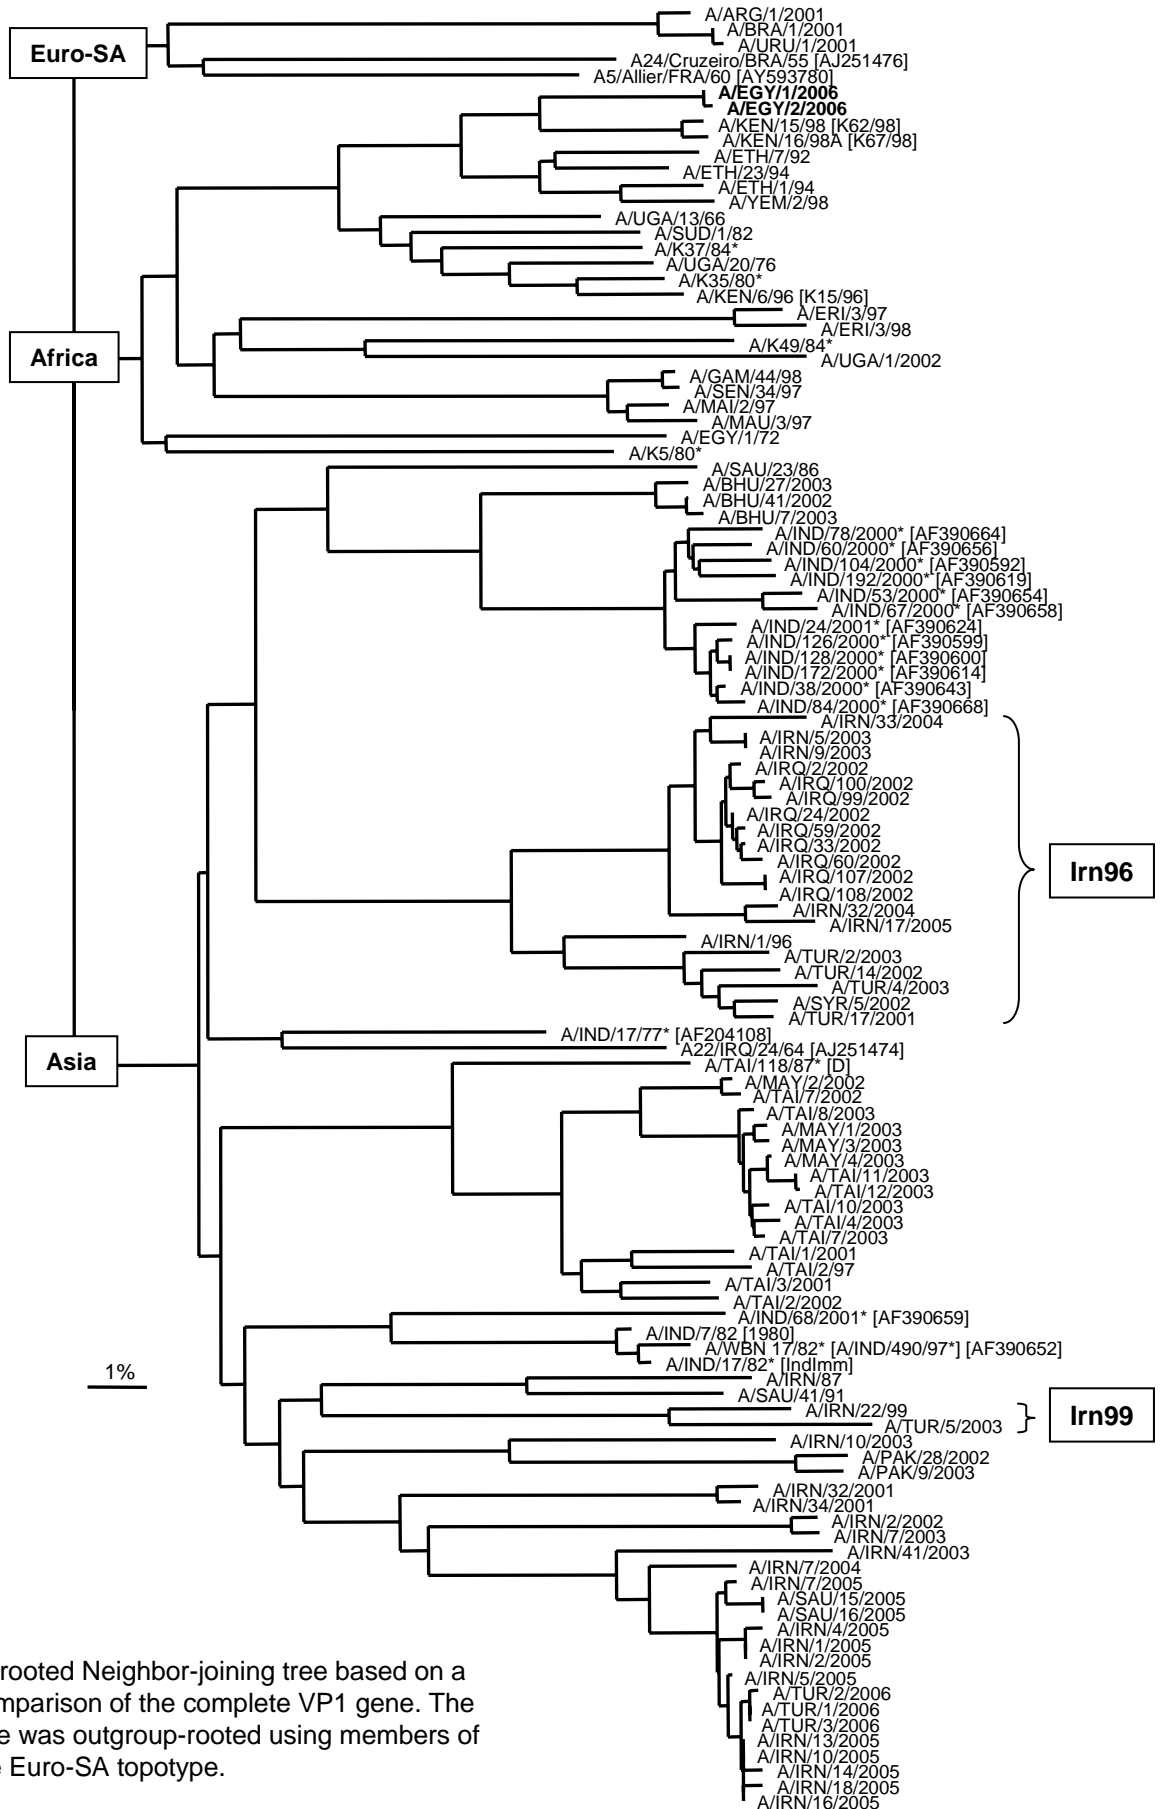 A/ARG/1/2001
A/BRA/1/2001
A/URU/1/2001
Euro-SA
A24/Cruzeiro/BRA/55 [AJ251476]
A5/Allier/FRA/60 [AY593780]
A/EGY/1/2006
A/EGY/2/2006
A/KEN/15/98 [K62/98]
A/KEN/16/98A [K67/98]
A/ETH/7/92
A/ETH/23/94
A/ETH/1/94
A/YEM/2/98
A/UGA/13/66
A/SUD/1/82
A/K37/84*
A/UGA/20/76
A/K35/80*
A/KEN/6/96 [K15/96]
A/ERI/3/97
A/ERI/3/98
A/K49/84*
Africa
A/UGA/1/2002
A/GAM/44/98
A/SEN/34/97
A/MAI/2/97
A/MAU/3/97
A/EGY/1/72
A/K5/80*
A/SAU/23/86
A/BHU/27/2003
A/BHU/41/2002
A/BHU/7/2003
A/IND/78/2000* [AF390664]
A/IND/60/2000* [AF390656]
A/IND/104/2000* [AF390592]
A/IND/192/2000* [AF390619]
A/IND/53/2000* [AF390654]
A/IND/67/2000* [AF390658]
A/IND/24/2001* [AF390624]
A/IND/126/2000* [AF390599]
A/IND/128/2000* [AF390600]
A/IND/172/2000* [AF390614]
A/IND/38/2000* [AF390643]
A/IND/84/2000* [AF390668]
A/IRN/33/2004
A/IRN/5/2003
A/IRN/9/2003
A/IRQ/2/2002
A/IRQ/100/2002
A/IRQ/99/2002
A/IRQ/24/2002
A/IRQ/59/2002
A/IRQ/33/2002
A/IRQ/60/2002
Irn96
A/IRQ/107/2002
A/IRQ/108/2002
A/IRN/32/2004
A/IRN/17/2005
A/IRN/1/96
A/TUR/2/2003
A/TUR/14/2002
A/TUR/4/2003
A/SYR/5/2002
A/TUR/17/2001
A/IND/17/77* [AF204108]
A22/IRQ/24/64 [AJ251474]
Asia
A/TAI/118/87* [D]
A/MAY/2/2002
A/TAI/7/2002
A/TAI/8/2003
A/MAY/1/2003
A/MAY/3/2003
A/MAY/4/2003
A/TAI/11/2003
A/TAI/12/2003
A/TAI/10/2003
A/TAI/4/2003
A/TAI/7/2003
A/TAI/1/2001
A/TAI/2/97
A/TAI/3/2001
A/TAI/2/2002
A/IND/68/2001* [AF390659]
A/IND/7/82 [1980]
A/WBN 17/82* [A/IND/490/97*] [AF390652]
A/IND/17/82* [IndImm]
1%
A/IRN/87
A/SAU/41/91
A/IRN/22/99
Irn99
A/TUR/5/2003
A/IRN/10/2003
A/PAK/28/2002
A/PAK/9/2003
A/IRN/32/2001
A/IRN/34/2001
A/IRN/2/2002
A/IRN/7/2003
A/IRN/41/2003
A/IRN/7/2004
A/IRN/7/2005
A/SAU/15/2005
A/SAU/16/2005
A/IRN/4/2005
A/IRN/1/2005
A/IRN/2/2005
A/IRN/5/2005
A/TUR/2/2006
A/TUR/1/2006
A/TUR/3/2006
A/IRN/13/2005
A/IRN/10/2005
A/IRN/14/2005
A/IRN/18/2005
A/IRN/16/2005
rooted Neighbor-joining tree based on a
mparison of the complete VP1 gene. The
e was outgroup-rooted using members of
e Euro-SA topotype.